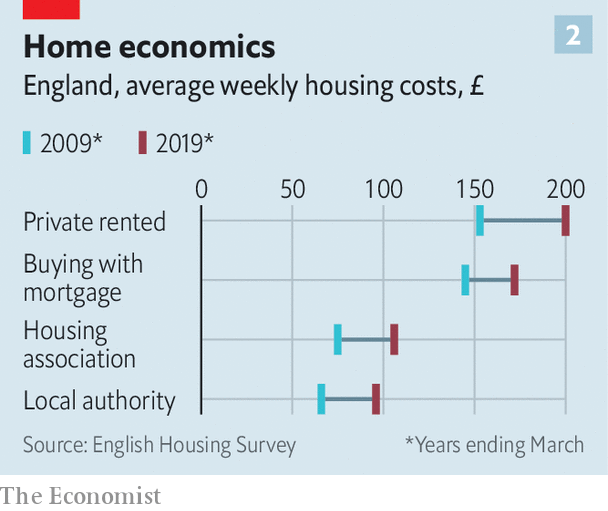 Home economics
2
England, average weekly housing costs, £
2009* 2019*
0 50 100 150 200
Private rented
Buying with
mortgage
Housing
association
Local authority
Source: English Housing Survey *Years ending March
The Economist